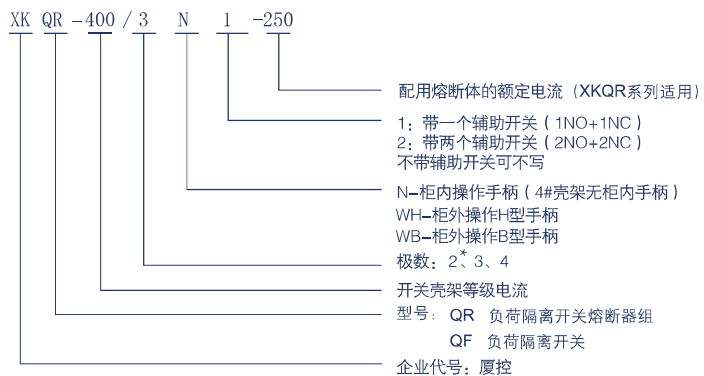 XK QR-400/3 N 1 -250
配用熔断体的额定电流（XKQR系列适用）
1：带一个辅助开关（1NO+1NC）
2：带两个辅助开关（2NO+2NC）
不带辅助开关可不写
N-柜内操作手柄（4#壳架无柜内手柄）
WH-柜外操作H型手柄
WB-柜外操作B型手柄
极数：2*、3、4
开关壳架等级电流
型号：QR 负荷隔离开关熔断器组
QF 负荷隔离开关
企业代号：厦控